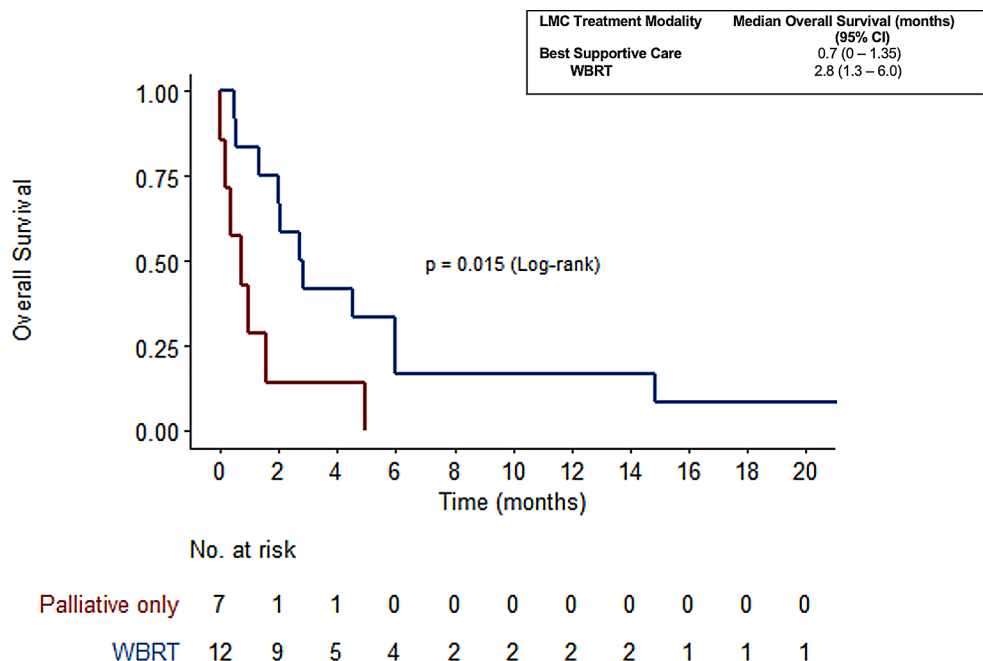 LMC Treatment Modality Median Overall Survival (months)
(95% CI)
Best Supportive Care 0.7 (0 – 1.35)
WBRT 2.8 (1.3 – 6.0)
Overall Survival
1.00
0.75
0.50
0.25
0.00
p = 0.015 (Log-rank)
0 2 4 6 8 10 12 14 16 18 20
Time (months)
No. at risk
Palliative only 7 1 1 0 0 0 0 0 0 0 0
WBRT 12 9 5 4 2 2 2 2 1 1 1